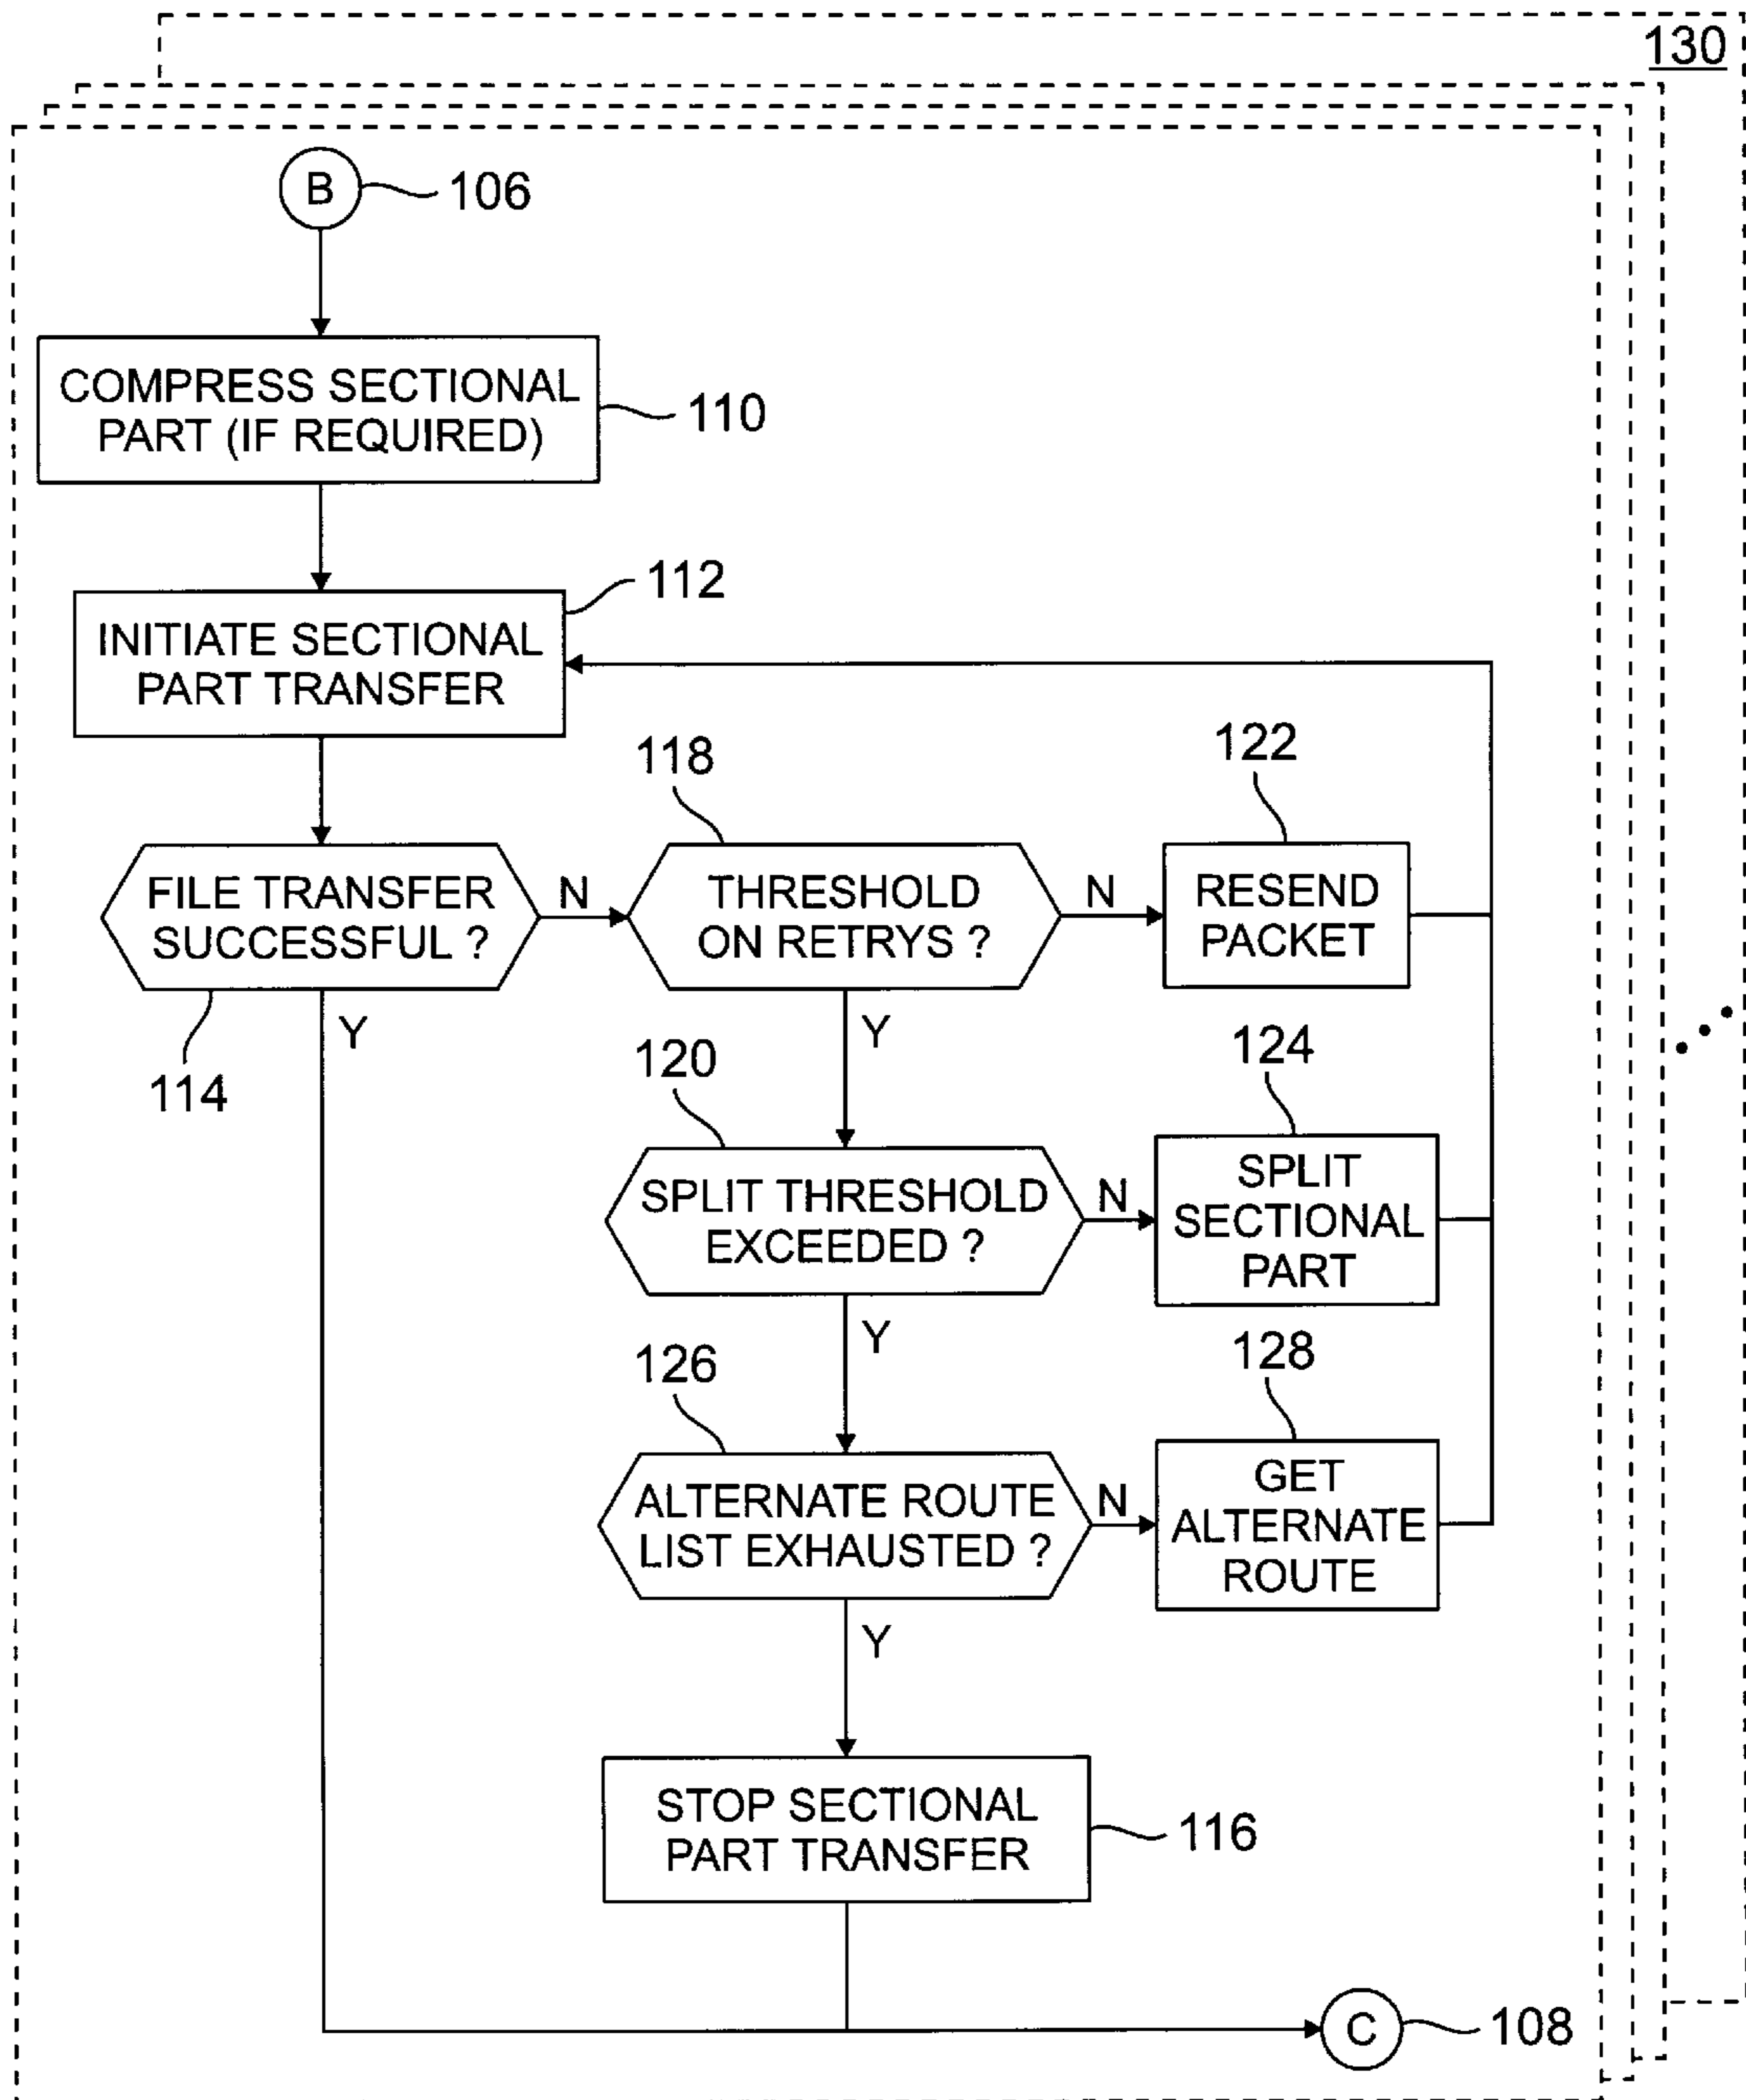 130
B
106
COMPRESS SECTIONAL
PART (IF REQUIRED)
110
112
INITIATE SECTIONAL
PART TRANSFER
118
122
FILE TRANSFER
SUCCESSFUL ?
N
THRESHOLD
ON RETRYS ?
N
RESEND
PACKET
114
Y
Y
120
124
SPLIT THRESHOLD
EXCEEDED ?
N
SPLIT
SECTIONAL
PART
Y
126
128
ALTERNATE ROUTE
LIST EXHAUSTED ?
N
GET
ALTERNATE
ROUTE
Y
STOP SECTIONAL
PART TRANSFER
116
C
108